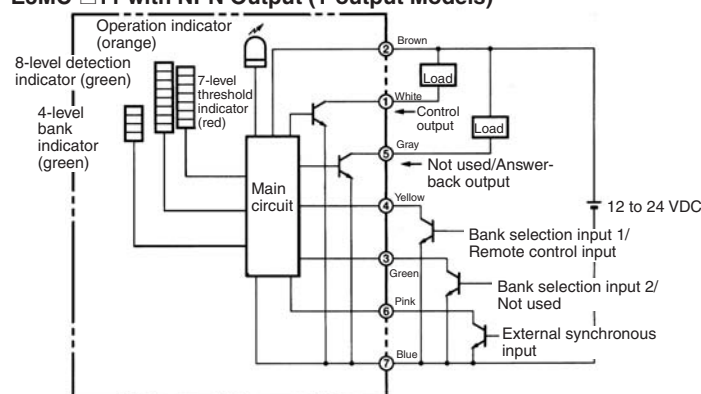 E3MC-□11 with NPN Output (1-output Models)
Operation indicator
(orange)
8-level detection
indicator (green)
7-level
threshold
indicator
(red)
4-level
bank
indicator
(green)
Main
circuit
2 Brown
Load
1 White
Control
output
Load
5 Gray
Not used/Answer-
back output
4 Yellow
12 to 24 VDC
Bank selection input 1/
Remote control input
3
Green
Bank selection input 2/
Not used
6 Pink
External synchronous
input
7 Blue